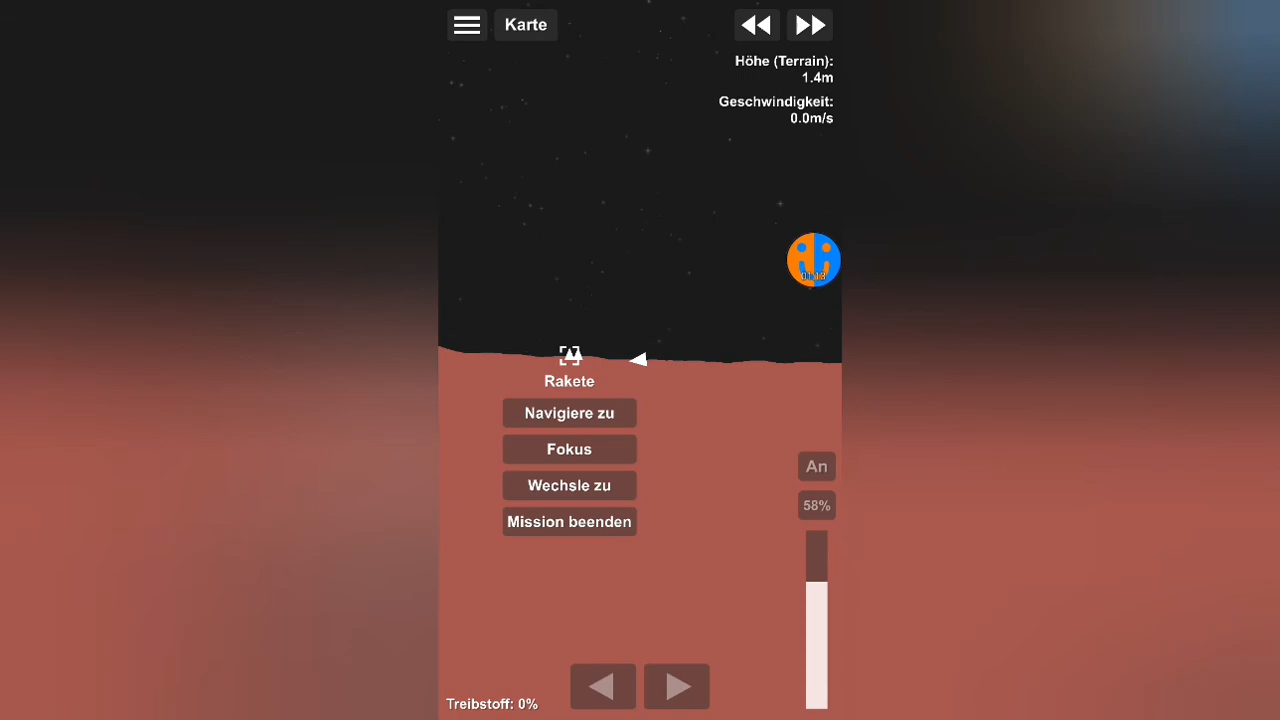 Karte
Höhe (Terrain):
1.4m
Geschwindigkeit:
0.0m/s
Rakete
Navigiere zu
Fokus
Wechsle zu
Mission beenden
An
58%
Treibstoff: 0%